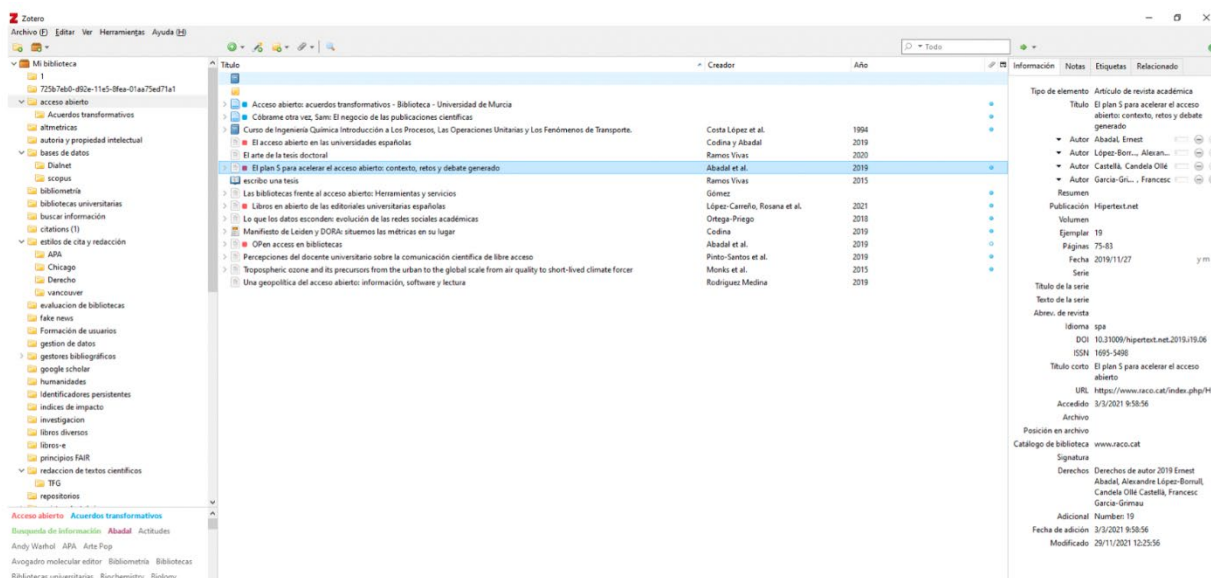 Zotero
Archivo (F) Editar Ver Herramientas Ayuda (H)
Todo
Mi biblioteca
1
725b7eb0-d92e-11e5-8fea-01aa75ed71a1
acceso abierto
Acuerdos transformativos
altmetricas
autoria y propiedad intelectual
bases de datos
Dialnet
scopus
bibliometría
bibliotecas universitarias
buscar información
citations (1)
estilos de cita y redacción
APA
Chicago
Derecho
vancouver
evaluacion de bibliotecas
fake news
Formación de usuarios
gestion de datos
gestores bibliográficos
google scholar
humanidades
Identificadores persistentes
indices de impacto
investigacion
libros diversos
libros-e
principios FAIR
redaccion de textos científicos
TFG
repositorios
Acceso abierto Acuerdos transformativos
Busqueda de información Abadal Actitudes
Andy Warhol APA Arte Pop
Avogadro molecular editor Bibliometría Bibliotecas
Bibliotecas universitarias Biochemistry Biology
Título Creador Año
Acceso abierto: acuerdos transformativos - Biblioteca - Universidad de Murcia
Cóbrame otra vez, Sam: El negocio de las publicaciones científicas
Curso de Ingeniería Química Introducción a Los Procesos, Las Operaciones Unitarias y Los Fenómenos de Transporte. Costa López et al. 1994
El acceso abierto en las universidades españolas Codina y Abadal 2019
El arte de la tesis doctoral Ramos Vivas 2020
El plan S para acelerar el acceso abierto: contexto, retos y debate generado Abadal et al. 2019
escribo una tesis Ramos Vivas 2015
Las bibliotecas frente al acceso abierto: Herramientas y servicios Gómez
Libros en abierto de las editoriales universitarias españolas López-Carreño, Rosana et al. 2021
Lo que los datos esconden: evolución de las redes sociales académicas Ortega-Priego 2018
Manifiesto de Leiden y DORA: situemos las métricas en su lugar Codina 2019
OPen access en bibliotecas Abadal et al. 2019
Percepciones del docente universitario sobre la comunicación científica de libre acceso Pinto-Santos et al. 2019
Tropospheric ozone and its precursors from the urban to the global scale from air quality to short-lived climate forcer Monks et al. 2015
Una geopolítica del acceso abierto: información, software y lectura Rodriguez Medina 2019
Información Notas Etiquetas Relacionado
Tipo de elemento Artículo de revista académica
Título El plan S para acelerar el acceso
abierto: contexto, retos y debate
generado
Autor Abadal, Ernest
Autor López-Borr..., Alexan...
Autor Castellà, Candela Ollé
Autor Garcia-Gri... , Francesc
Resumen
Publicación Hipertext.net
Volumen
Ejemplar 19
Páginas 75-83
Fecha 2019/11/27 y m
Serie
Título de la serie
Texto de la serie
Abrev. de revista
Idioma spa
DOI 10.31009/hipertext.net.2019.i19.06
ISSN 1695-5498
Título corto El plan S para acelerar el acceso
abierto
URL https://www.raco.cat/index.php/H
Accedido 3/3/2021 9:58:56
Archivo
Posición en archivo
Catálogo de biblioteca www.raco.cat
Signatura
Derechos Derechos de autor 2019 Ernest
Abadal, Alexandre López-Borrull,
Candela Ollé Castellà, Francesc
Garcia-Grimau
Adicional Number: 19
Fecha de adición 3/3/2021 9:58:56
Modificado 29/11/2021 12:25:56